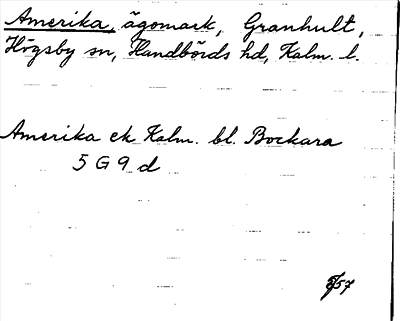 Amerika, ägomark, Granhult,
Högsby sn, Handbörds hd, Kalm. l.
Amerika ek Kalm. bl. Bockara
5 G 9 d